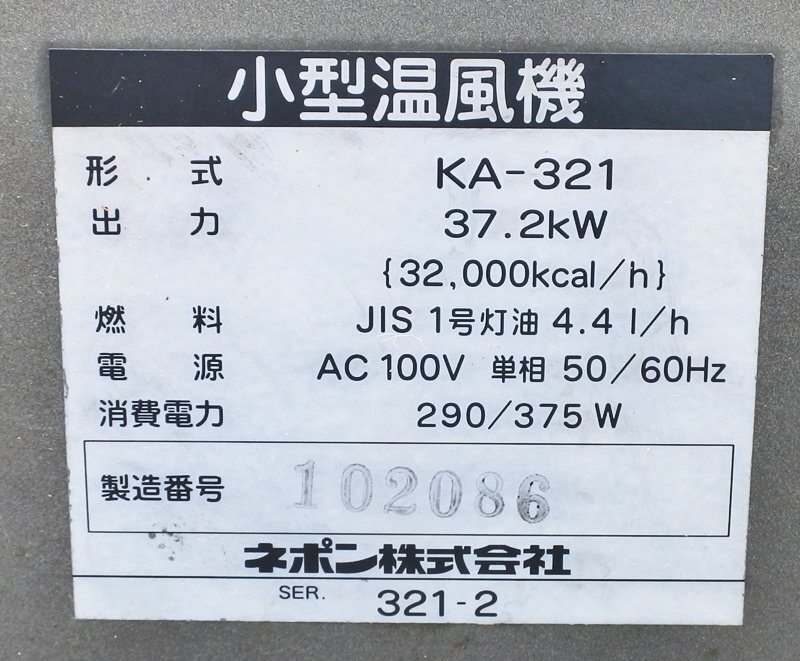 小型温風機
形式 KA-321
出力 37.2kW
{32,000kcal/h}
燃料 JIS 1号灯油 4.4 l/h
電源 AC 100V 単相 50/60Hz
消費電力 290/375 W
製造番号 102086
ネポン株式会社
SER. 321-2